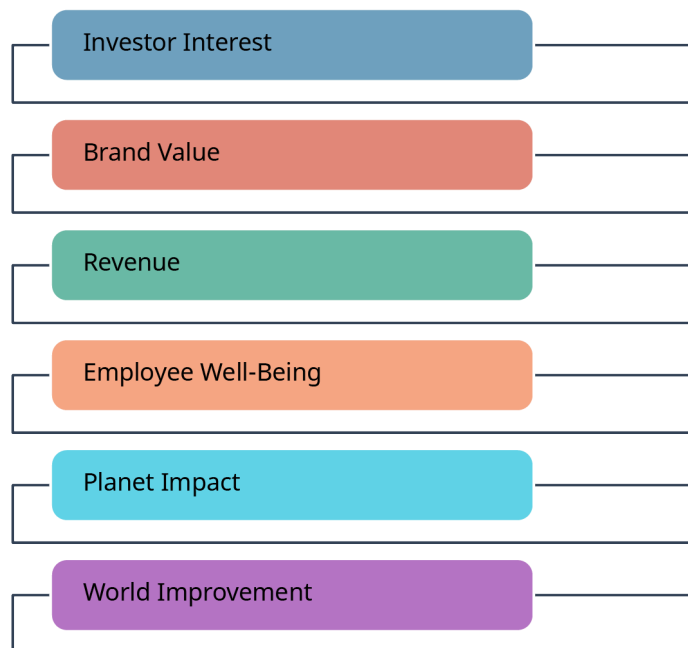 Investor Interest
Brand Value
Revenue
Employee Well-Being
Planet Impact
World Improvement